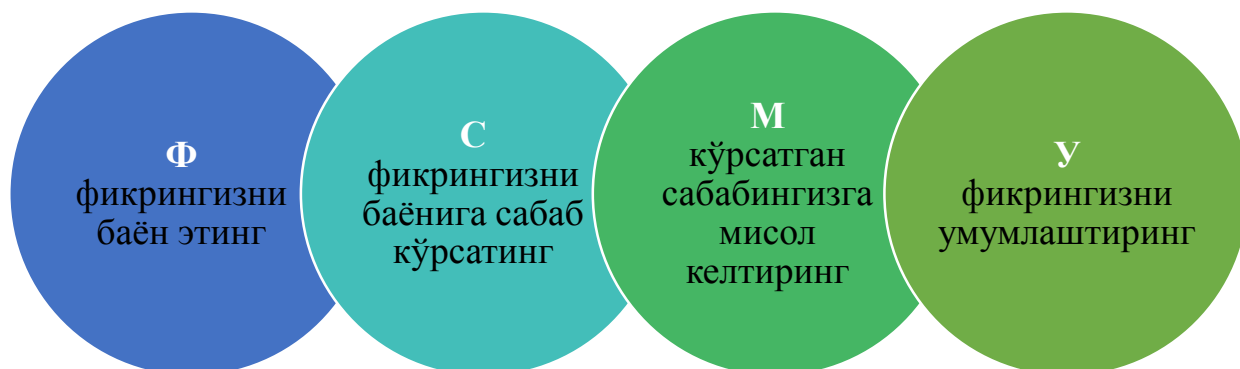 Ф
фикрингизни
баён этинг
С
фикрингизни
баёнига сабаб
кўрсатинг
М
кўрсатган
сабабингизга
мисол
келтиринг
У
фикрингизни
умумлаштиринг